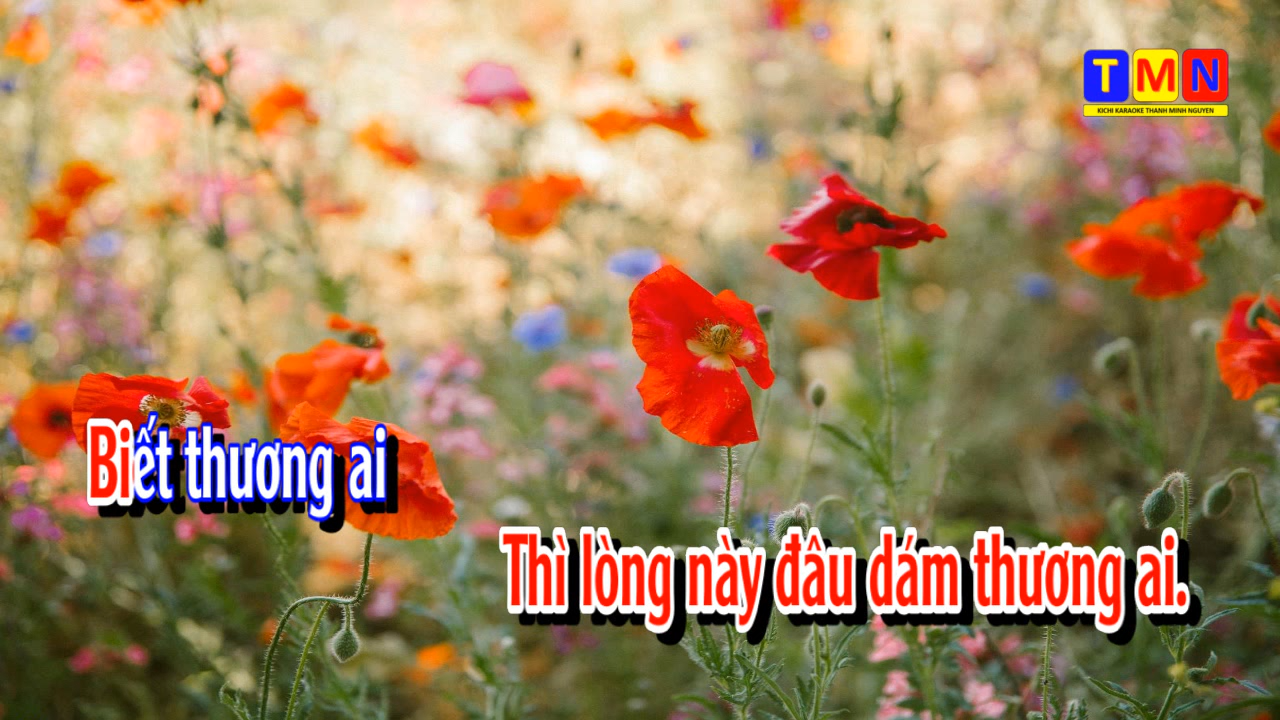 TMN
KICHI KARAOKE THANH MINH NGUYEN
Biết thương ai
Thì lòng này đâu dám thương ai.